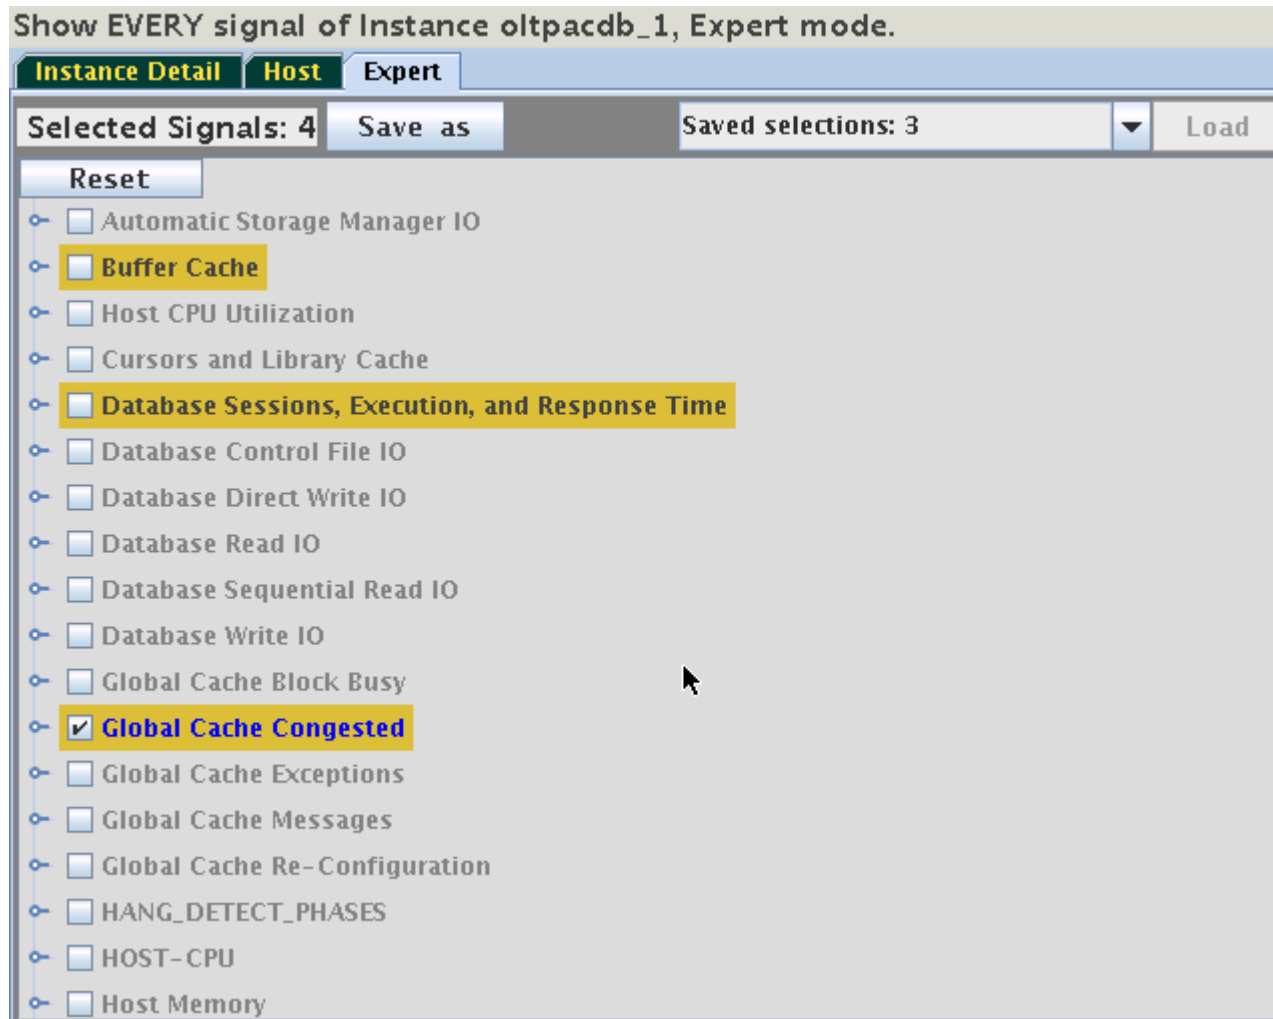 Show EVERY signal of Instance oltpacdb_1, Expert mode.
Instance Detail Host Expert
Selected Signals: 4 Save as Saved selections: 3 Load
Reset
Automatic Storage Manager IO
Buffer Cache
Host CPU Utilization
Cursors and Library Cache
Database Sessions, Execution, and Response Time
Database Control File IO
Database Direct Write IO
Database Read IO
Database Sequential Read IO
Database Write IO
Global Cache Block Busy
Global Cache Congested
Global Cache Exceptions
Global Cache Messages
Global Cache Re-Configuration
HANG_DETECT_PHASES
HOST-CPU
Host Memory